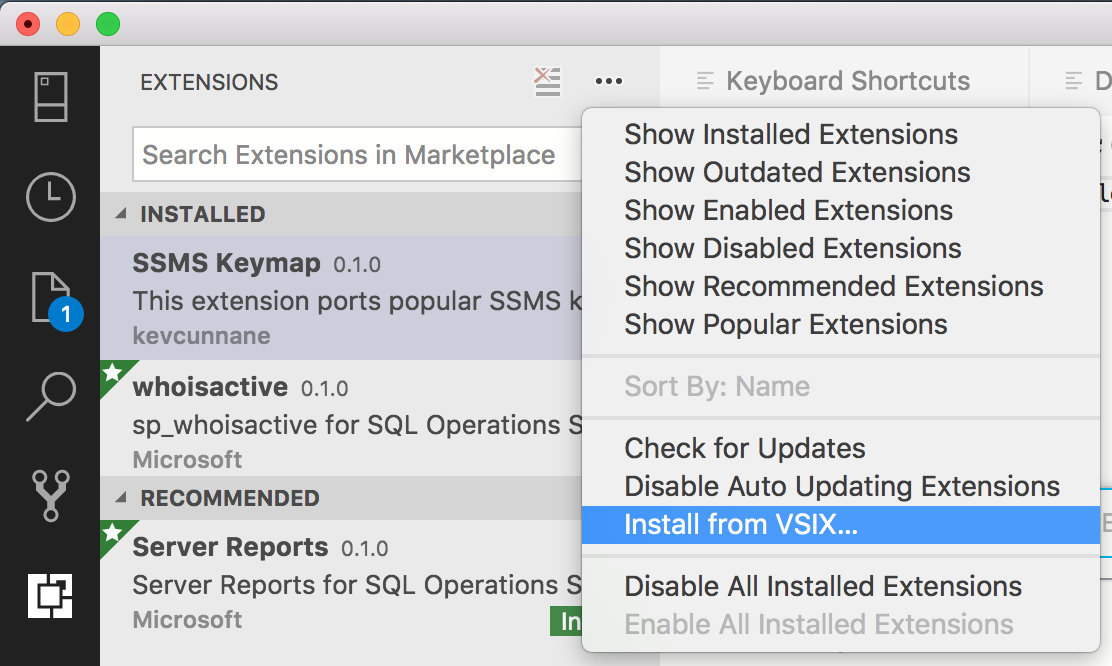 EXTENSIONS
Keyboard Shortcuts
D
Search Extensions in Marketplace
INSTALLED
SSMS Keymap 0.1.0
This extension ports popular SSMS k
kevcunnane
whoisactive 0.1.0
sp_whoisactive for SQL Operations S
Microsoft
RECOMMENDED
Server Reports 0.1.0
Server Reports for SQL Operations S
Microsoft
In
1
Show Installed Extensions
Show Outdated Extensions
Show Enabled Extensions
Show Disabled Extensions
Show Recommended Extensions
Show Popular Extensions
Sort By: Name
Check for Updates
Disable Auto Updating Extensions
Install from VSIX...
Disable All Installed Extensions
Enable All Installed Extensions